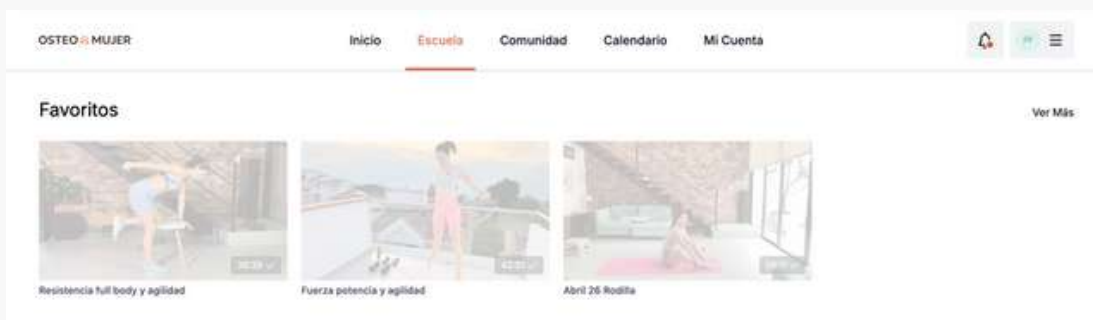 OSTEO MUJER
Inicio
Escuela
Comunidad
Calendario
Mi Cuenta
Favoritos
Ver Más
Resistencia full body y agilidad
Fuerza potencia y agilidad
Abril 26 Rodilla